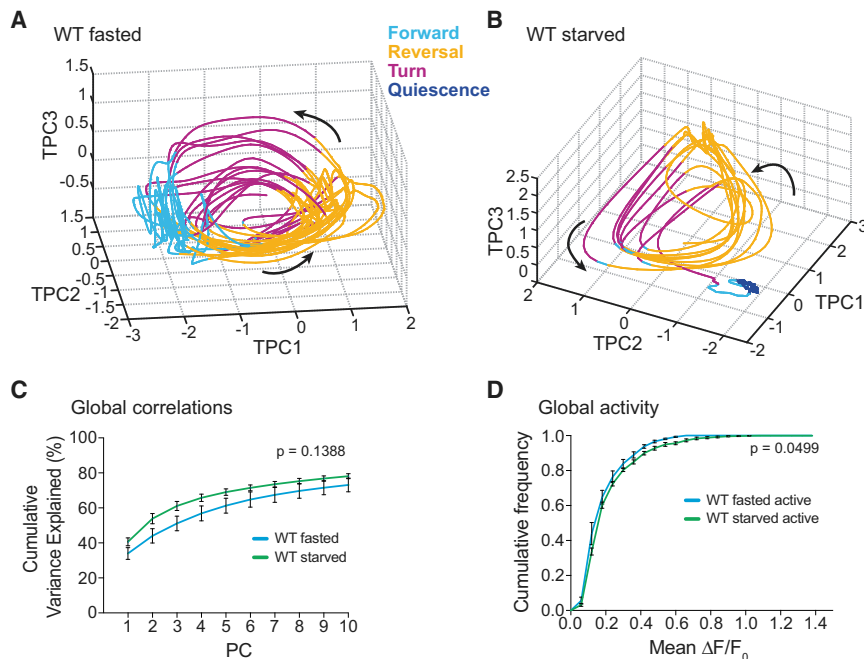 A
WT fasted
Forward
Reversal
Turn
Quiescence
B
WT starved
1.5
1
0.5
0
-0.5
TPC3
1.5
1
0.5
0
-0.5
-1
-1.5
-2
TPC2
-3
-2
-1
0
1
2
TPC1
2.5
2
1.5
1
0.5
0
TPC3
2
1
0
-1
-2
TPC2
3
2
1
0
-1
-2
TPC1
C
Global correlations
p = 0.1388
100
80
60
40
20
0
Cumulative
Variance Explained (%)
WT fasted
WT starved
1 2 3 4 5 6 7 8 9 10
PC
D
Global activity
p = 0.0499
1.0
0.8
0.6
0.4
0.2
0.0
Cumulative frequency
WT fasted active
WT starved active
0.0 0.2 0.4 0.6 0.8 1.0 1.2 1.4
Mean ΔF/F₀